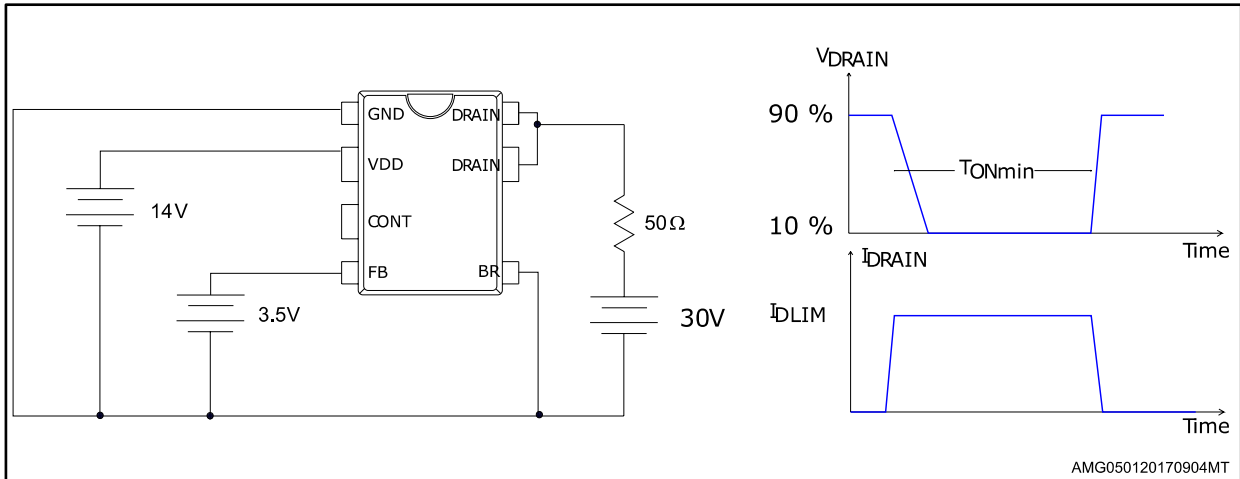 GND
DRAIN
VDD
DRAIN
CONT
FB
BR
14V
3.5V
50Ω
30V
VDRAIN
90 %
TONmin
10 %
Time
IDRAIN
IDLIM
Time
AMG050120170904MT